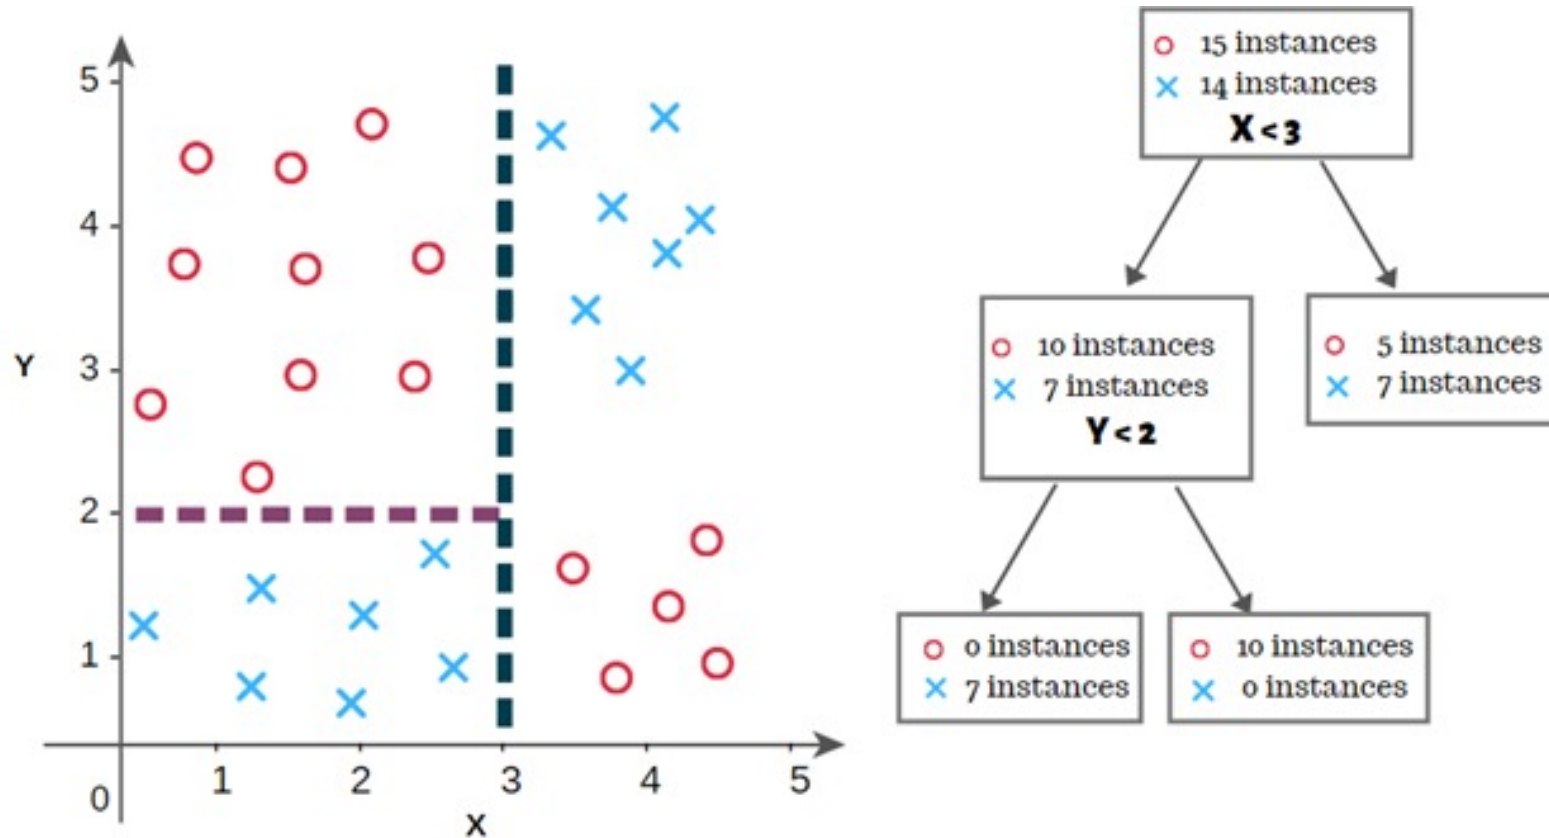 5
4
3
2
1
0
Y
1 2 3 4 5
X
15 instances
14 instances
X < 3
10 instances
7 instances
Y < 2
5 instances
7 instances
0 instances
7 instances
10 instances
0 instances